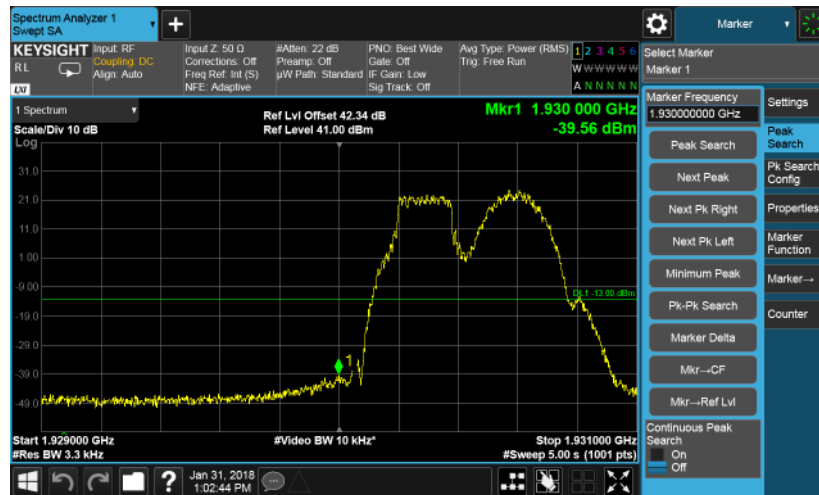 Spectrum Analyzer 1
Swept SA
Marker
KEYSIGHT
RL
LXI
Input: RF
Coupling: DC
Align: Auto
Input Z: 50 Ω
Corrections: Off
Freq Ref: Int (S)
NFE: Adaptive
#Atten: 22 dB
Preamp: Off
µW Path: Standard
PNO: Best Wide
Gate: Off
IF Gain: Low
Sig Track: Off
Avg Type: Power (RMS)
Trig: Free Run
1 2 3 4 5 6
W W W W W W
A N N N N N
Select Marker
Marker 1
1 Spectrum
Scale/Div 10 dB
Log
Ref Lvl Offset 42.34 dB
Ref Level 41.00 dBm
Mkr1 1.930 000 GHz
-39.56 dBm
31.0
21.0
11.0
1.00
-9.00
-19.0
-29.0
-39.0
-49.0
DL1 -13.00 dBm
1
Start 1.929000 GHz
#Res BW 3.3 kHz
#Video BW 10 kHz*
Stop 1.931000 GHz
#Sweep 5.00 s (1001 pts)
Marker Frequency
1.930000000 GHz
Peak Search
Next Peak
Next Pk Right
Next Pk Left
Minimum Peak
Pk-Pk Search
Marker Delta
Mkr→CF
Mkr→Ref Lvl
Continuous Peak
Search
On
Off
Settings
Peak
Search
Pk Search
Config
Properties
Marker
Function
Marker→
Counter
?
Jan 31, 2018
1:02:44 PM